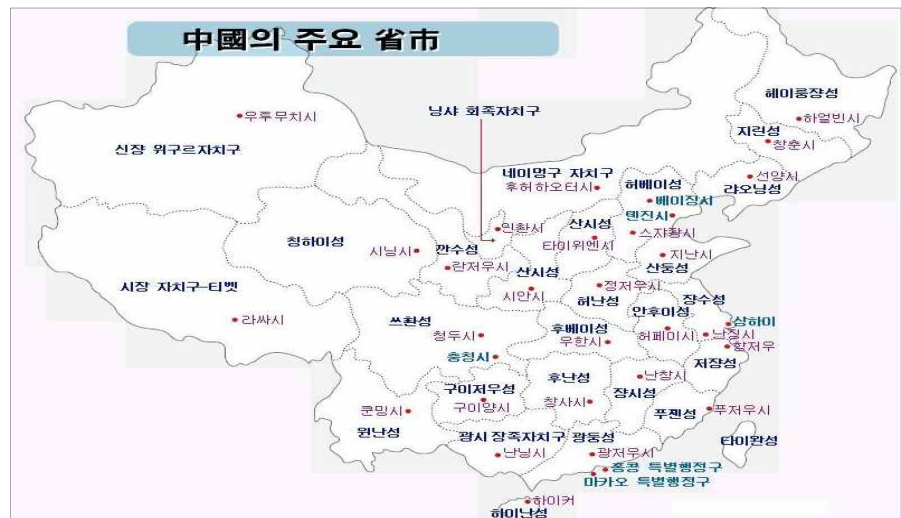 中國의 주요 省市
헤이룽쟝성
하얼빈시
닝샤 회족자치구
우루무치시
지린성
창춘시
신쟝 위구르자치구
네이멍구 자치구
후허하오터시
허베이성
선양시
랴오닝성
베이징시
톈진시
인촨시
산시성
스쟈좡시
칭하이성
시닝시
깐수성
타이위엔시
지난시
란저우시
산시성
산둥성
시장 자치구-티벳
시안시
정저우시
허난성
쟝수성
안후이성
라싸시
쓰촨성
상하이
청두시
후베이성
우한시
허페이시
난징시
항저우
충칭시
저쟝성
후난성
난창시
구이저우성
쟝시성
쿤밍시
구이양시
창사시
푸젠성
푸저우시
윈난성
광시 장족자치구
광둥성
타이완성
난닝시
광저우시
홍콩 특별행정구
마카오 특별행정구
하이커
하이난성